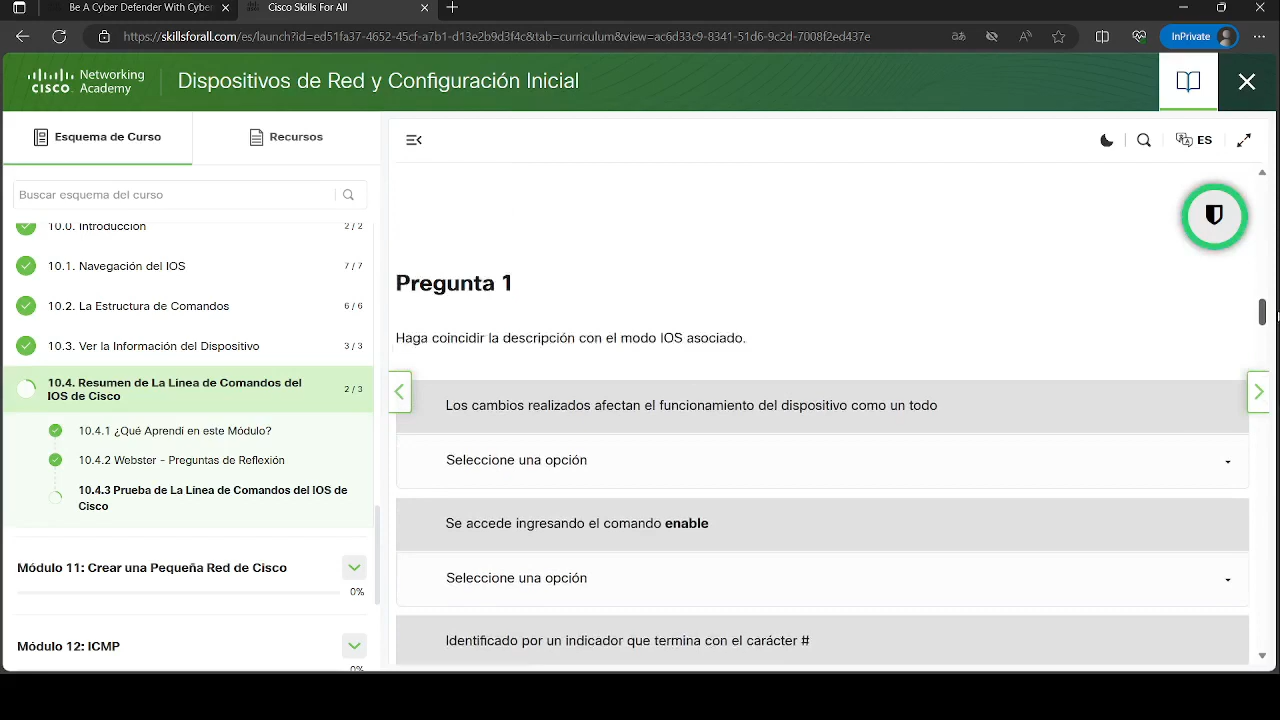 Be A Cyber Defender With Cyber
Cisco Skills For All
https://skillsforall.com/es/launch?id=ed51fa37-4652-45cf-a7b1-d13e2b9d3f4c&tab=curriculum&view=ac6d33c9-8341-51d6-9c2d-7008f2ed437e
InPrivate
CISCO
Networking
Academy
Dispositivos de Red y Configuración Inicial
Esquema de Curso
Recursos
ES
Buscar esquema del curso
10.0. Introducción
2 / 2
10.1. Navegación del IOS
7 / 7
10.2. La Estructura de Comandos
6 / 6
10.3. Ver la Información del Dispositivo
3 / 3
10.4. Resumen de La Línea de Comandos del
IOS de Cisco
2 / 3
10.4.1 ¿Qué Aprendí en este Módulo?
10.4.2 Webster – Preguntas de Reflexión
10.4.3 Prueba de La Línea de Comandos del IOS de
Cisco
Módulo 11: Crear una Pequeña Red de Cisco
0%
Módulo 12: ICMP
0%
Pregunta 1
Haga coincidir la descripción con el modo IOS asociado.
Los cambios realizados afectan el funcionamiento del dispositivo como un todo
Seleccione una opción
Se accede ingresando el comando enable
Seleccione una opción
Identificado por un indicador que termina con el carácter #